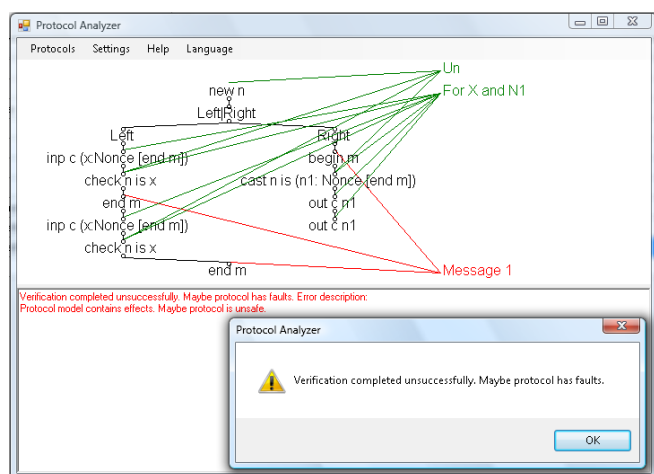 Protocol Analyzer
Protocols Settings Help Language
Un
new n
For X and N1
Left|Right
Left Right
inp c (x:Nonce [end m]) begin m
check n is x cast n is (n1: Nonce [end m])
end m out c n1
inp c (x:Nonce [end m]) out c n1
check n is x
end m Message 1
Verification completed unsuccessfully. Maybe protocol has faults. Error description:
Protocol model contains effects. Maybe protocol is unsafe.
Protocol Analyzer
Verification completed unsuccessfully. Maybe protocol has faults.
OK